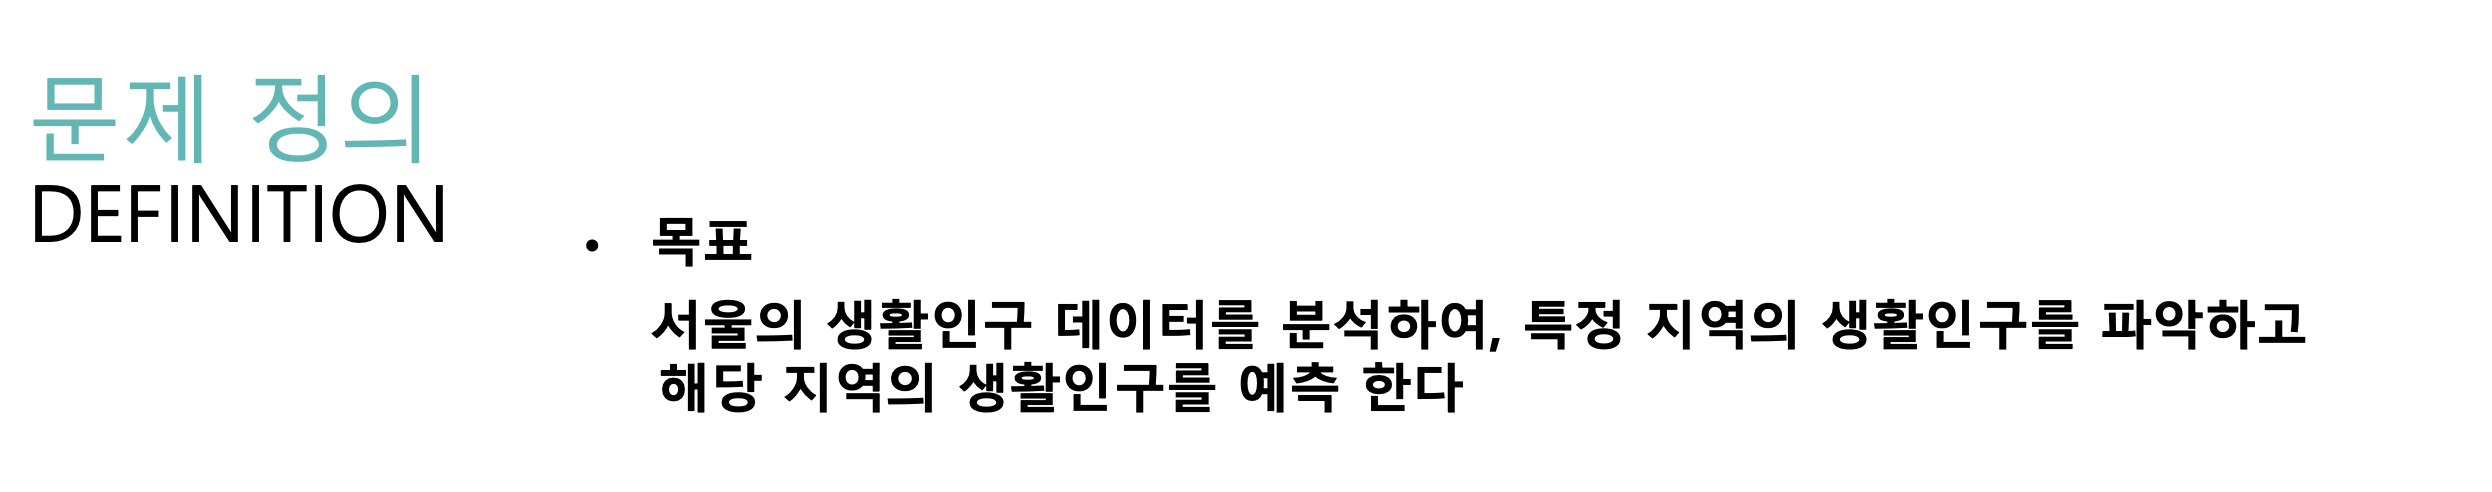 문제 정의
DEFINITION
• 목표
서울의 생활인구 데이터를 분석하여, 특정 지역의 생활인구를 파악하고
해당 지역의 생활인구를 예측 한다